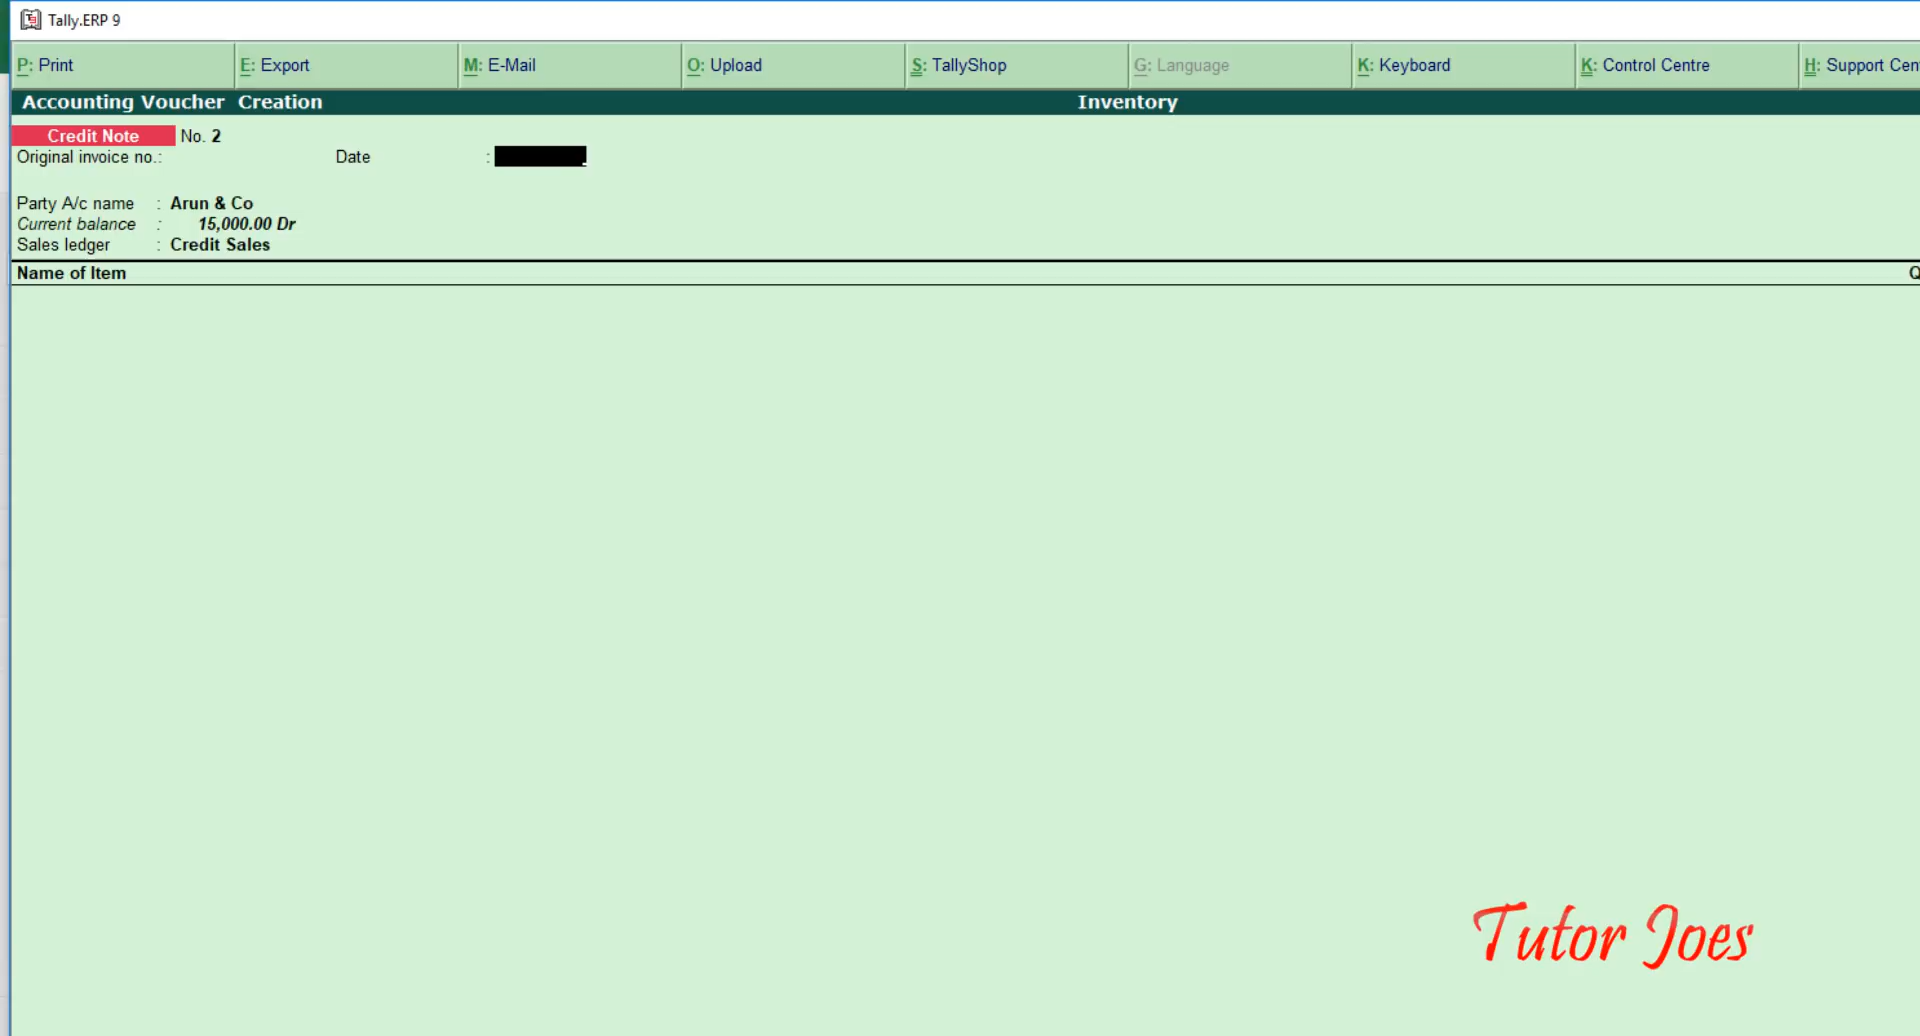 Tally.ERP 9
P: Print E: Export M: E-Mail O: Upload S: TallyShop G: Language K: Keyboard K: Control Centre H: Support Cen
Accounting Voucher Creation Inventory
Credit Note No. 2
Original invoice no.: Date :
Party A/c name : Arun & Co
Current balance : 15,000.00 Dr
Sales ledger : Credit Sales
Name of Item Q
Tutor Joes